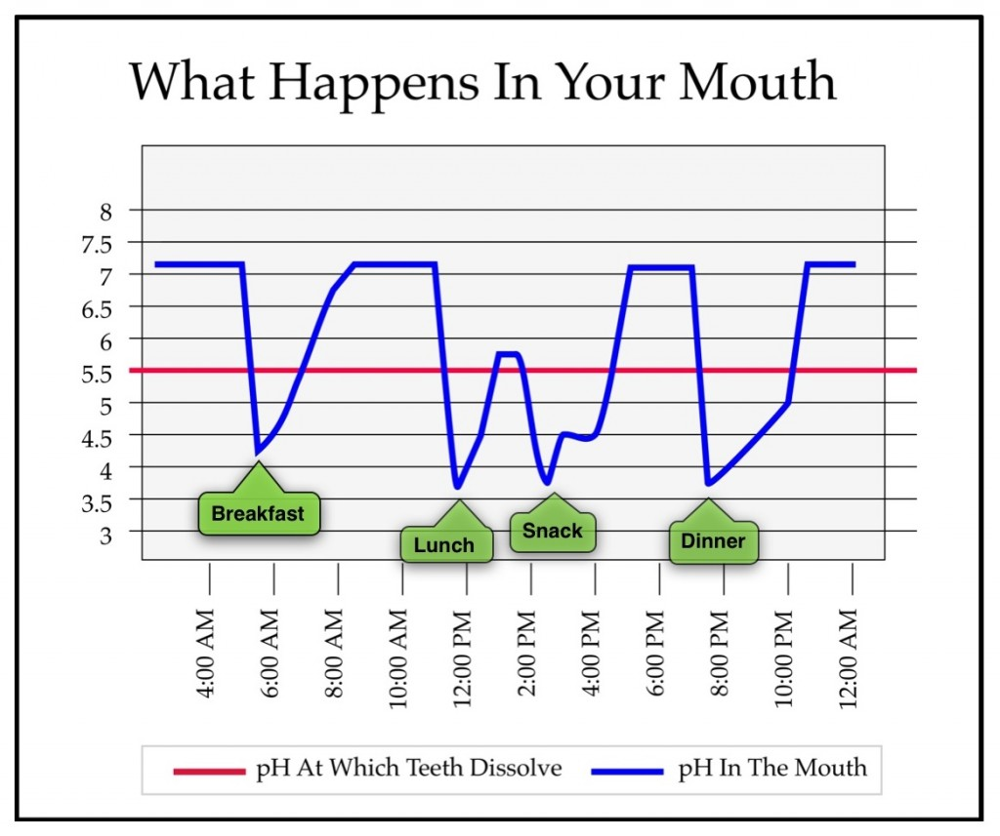 What Happens In Your Mouth
8
7.5
7
6.5
6
5.5
5
4.5
4
3.5
3
Breakfast
Lunch
Snack
Dinner
4:00 AM
6:00 AM
8:00 AM
10:00 AM
12:00 PM
2:00 PM
4:00 PM
6:00 PM
8:00 PM
10:00 PM
12:00 AM
pH At Which Teeth Dissolve
pH In The Mouth